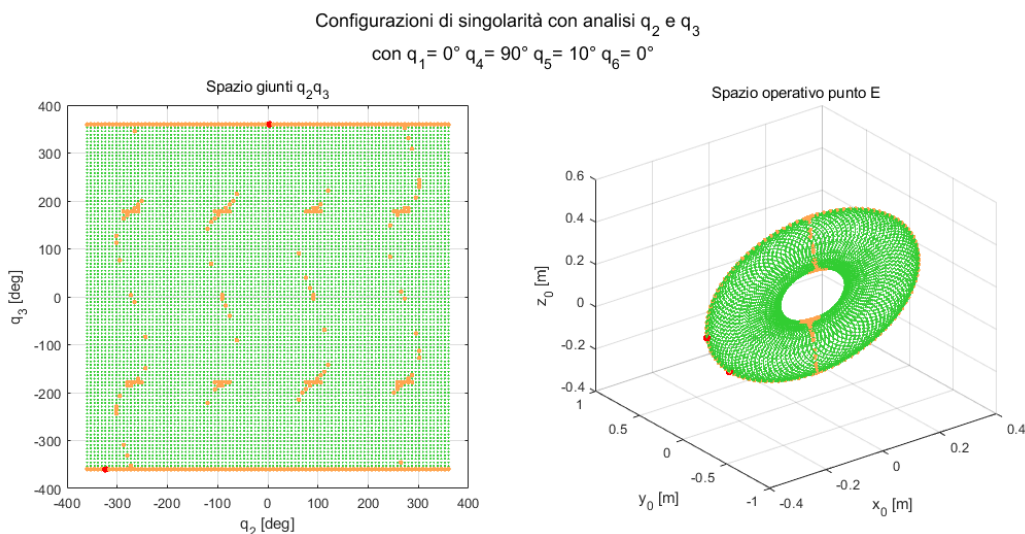 Configurazioni di singolarità con analisi q2 e q3
con q1= 0° q4= 90° q5= 10° q6= 0°
Spazio giunti q2q3
400
300
200
100
0
-100
-200
-300
-400
q3 [deg]
-400 -300 -200 -100 0 100 200 300 400
q2 [deg]
Spazio operativo punto E
0.6
0.4
0.2
0
-0.2
-0.4
z0 [m]
1
0.5
0
-0.5
-1
y0 [m]
-0.4
-0.2
0
0.2
0.4
x0 [m]